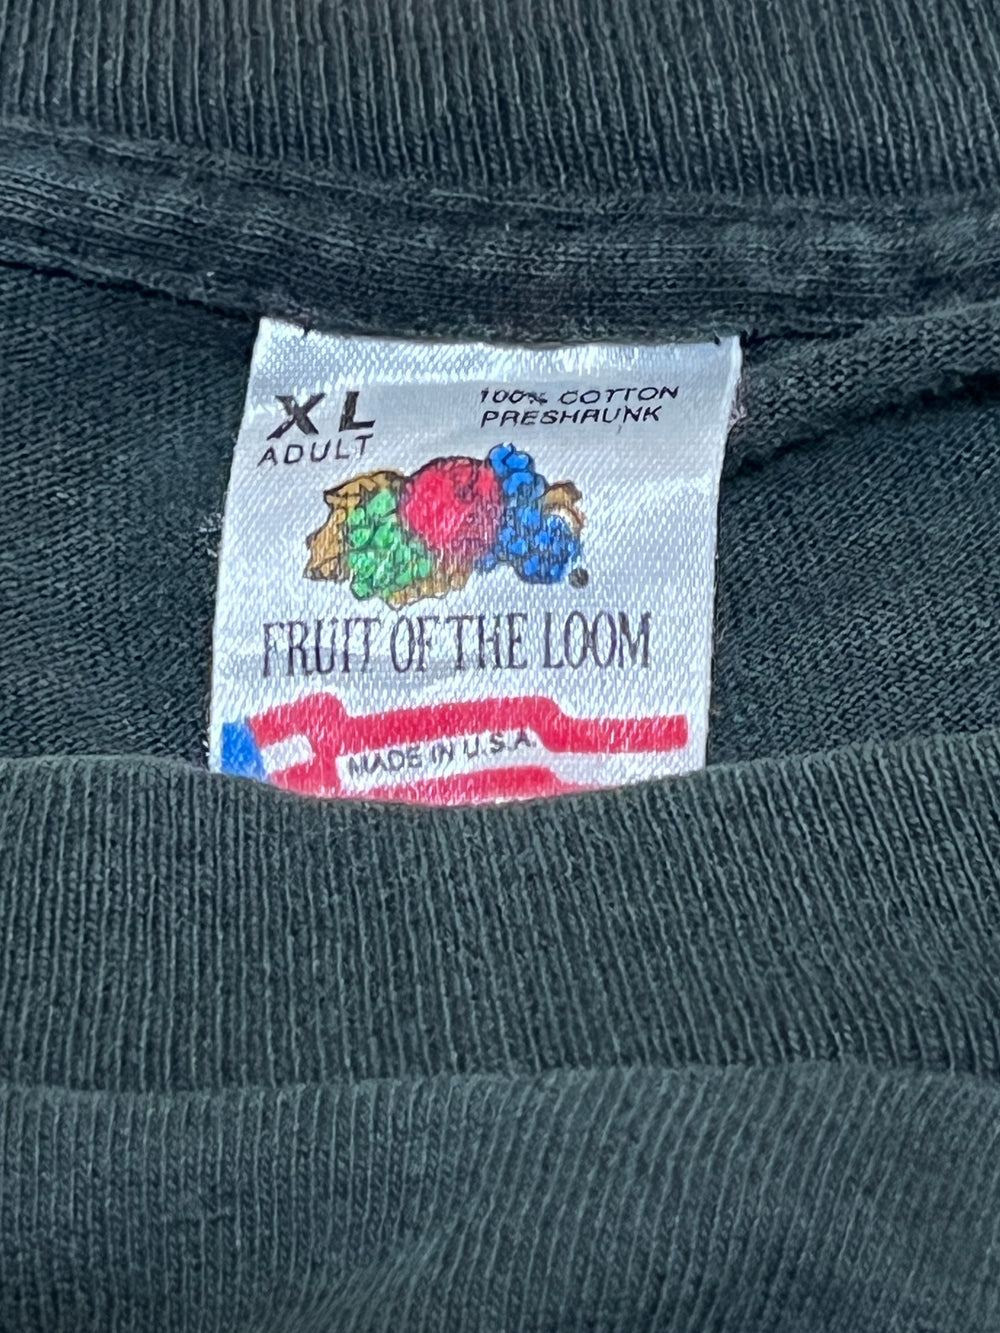 XL
ADULT
100% COTTON
PRESHRUNK
FRUIT OF THE LOOM
MADE IN U.S.A.